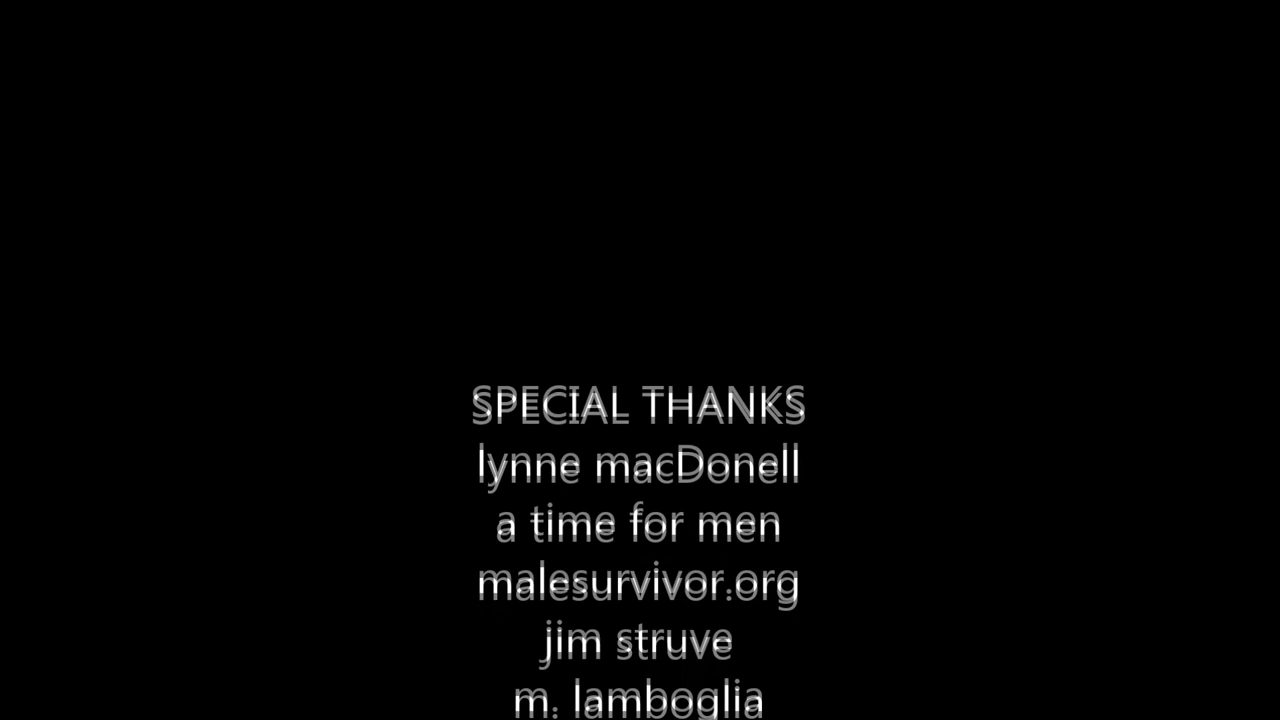 SPECIAL THANKS
lynne macDonell
a time for men
malesurvivor.org
jim struve
m. lamboglia